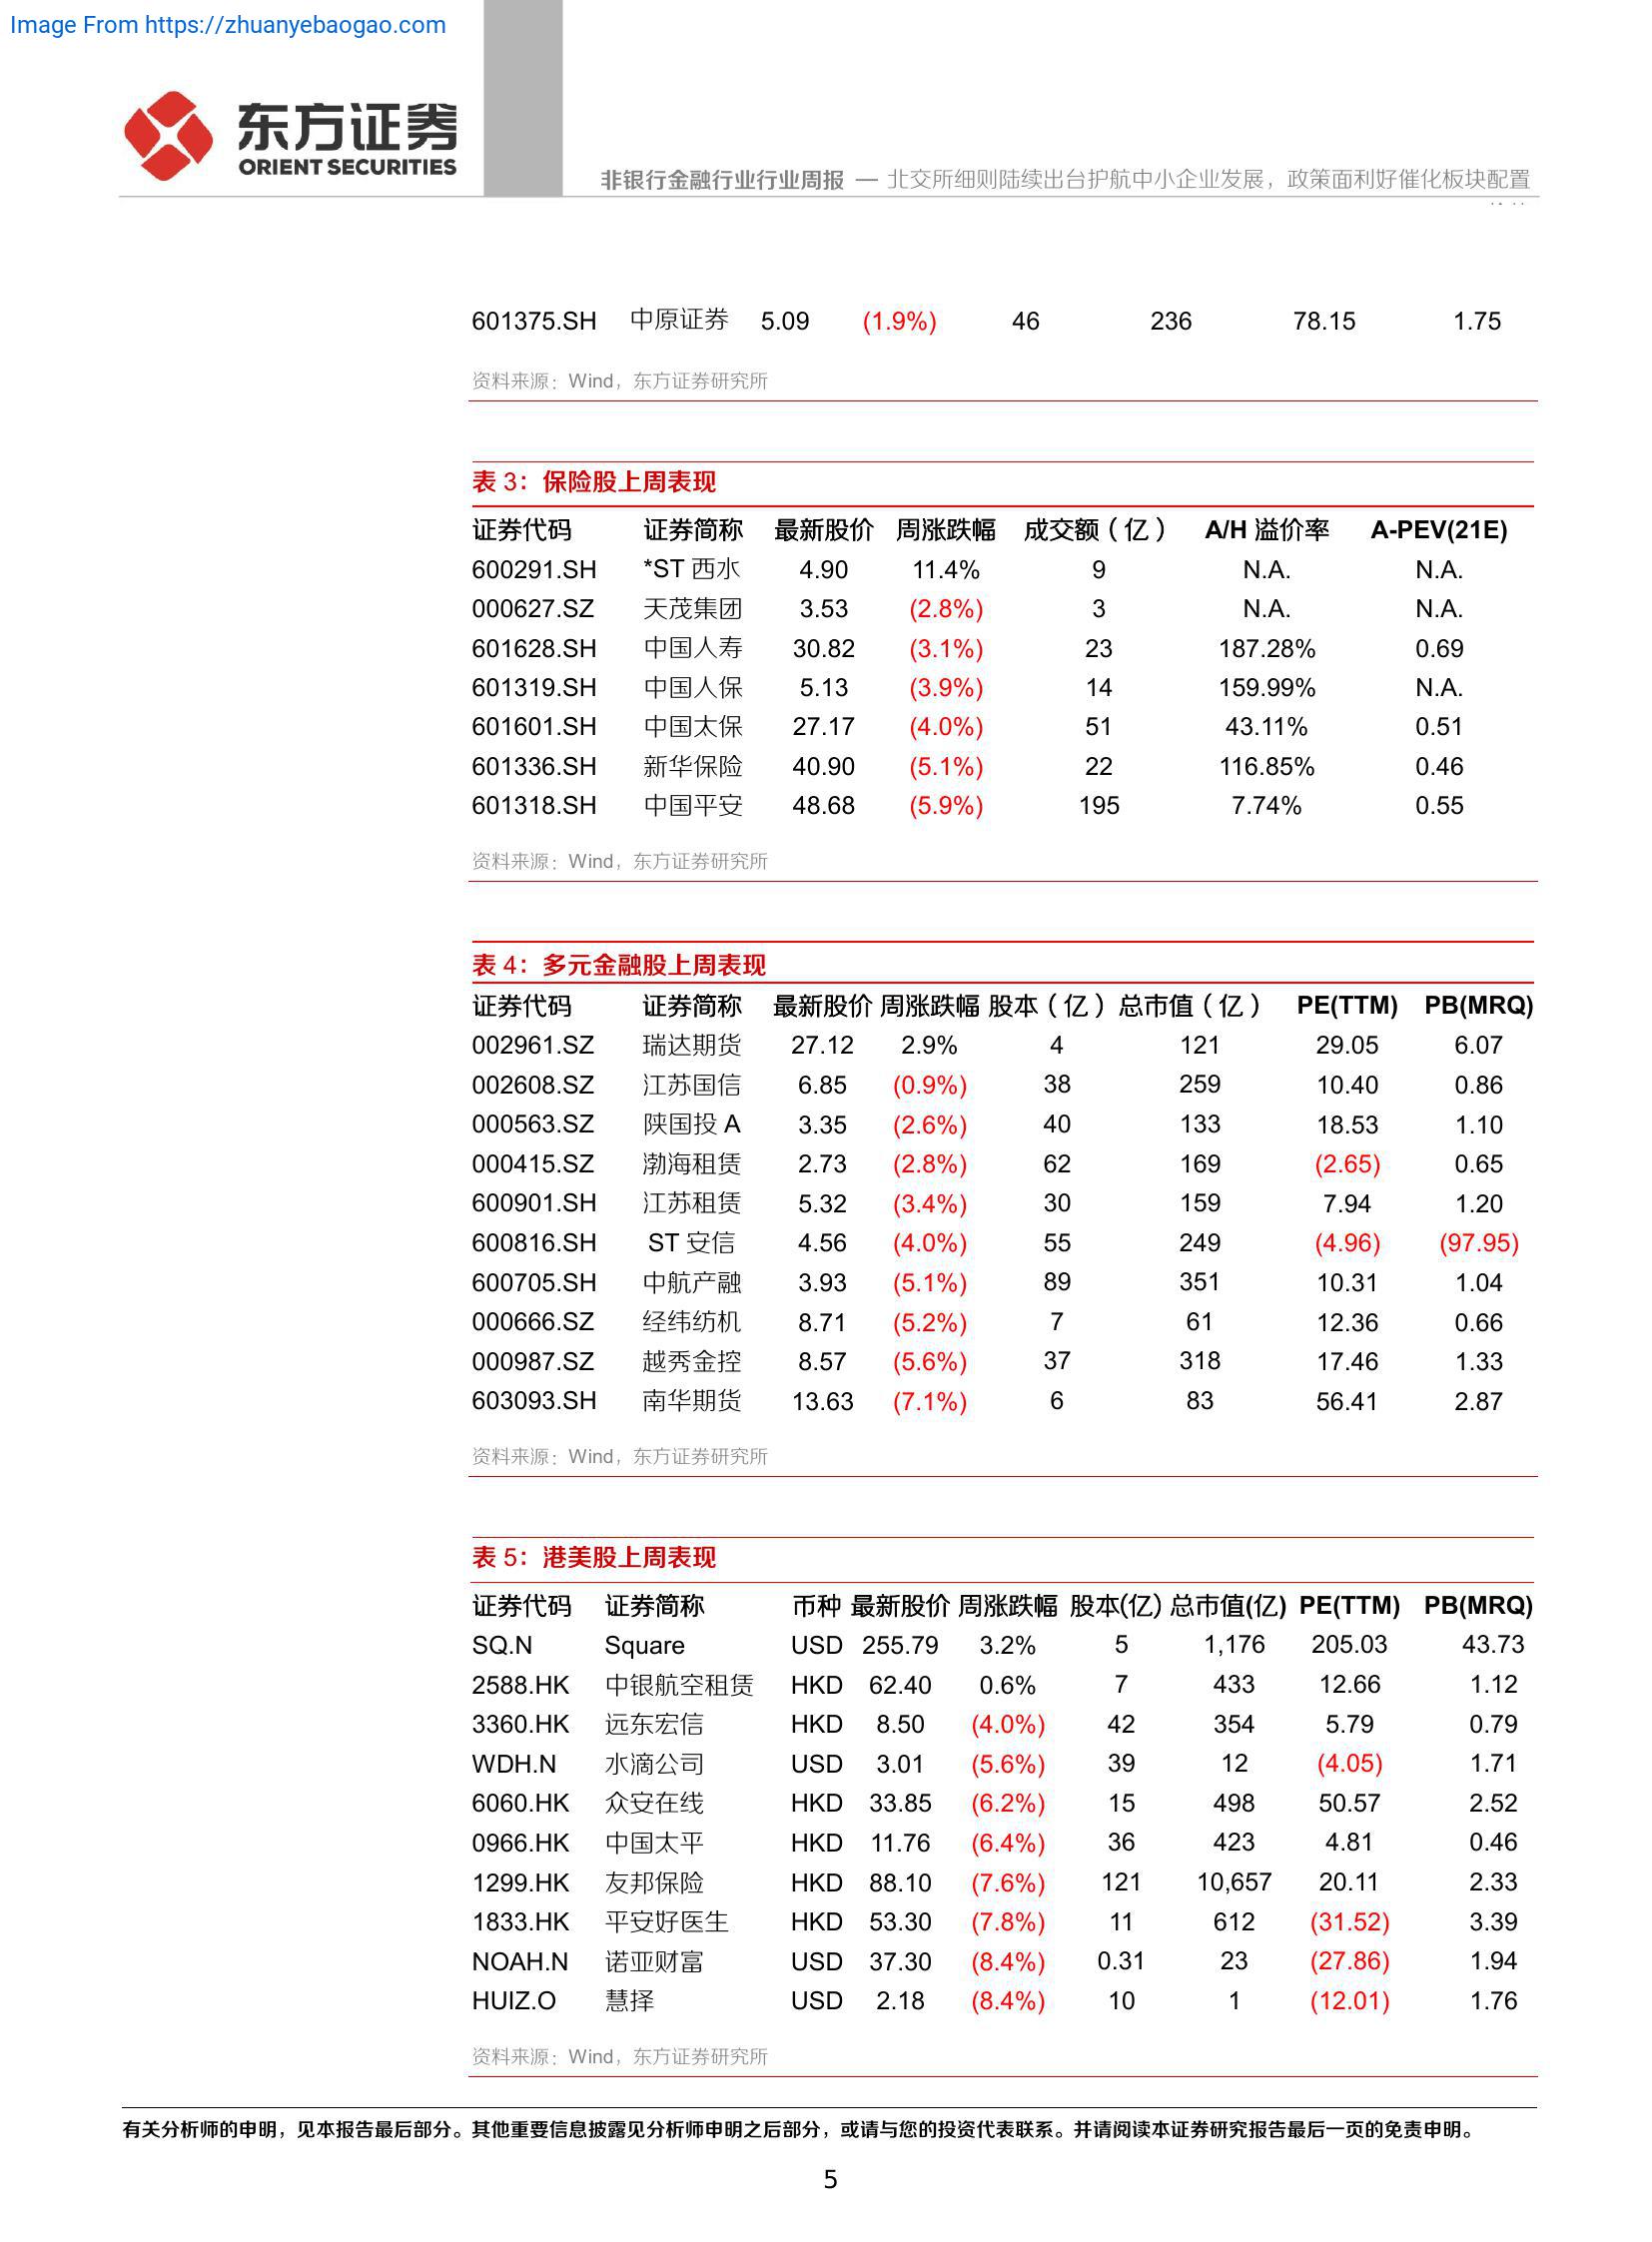 Image From https://zhuanyebaogao.com
东方证券
ORIENT SECURITIES
非银行金融行业行业周报 — 北交所细则陆续出台护航中小企业发展，政策面利好催化板块配置
601375.SH 中原证券 5.09 (1.9%) 46 236 78.15 1.75
资料来源：Wind，东方证券研究所
表 3：保险股上周表现
证券代码 证券简称 最新股价 周涨跌幅 成交额（亿） A/H 溢价率 A-PEV(21E)
600291.SH *ST 西水 4.90 11.4% 9 N.A. N.A.
000627.SZ 天茂集团 3.53 (2.8%) 3 N.A. N.A.
601628.SH 中国人寿 30.82 (3.1%) 23 187.28% 0.69
601319.SH 中国人保 5.13 (3.9%) 14 159.99% N.A.
601601.SH 中国太保 27.17 (4.0%) 51 43.11% 0.51
601336.SH 新华保险 40.90 (5.1%) 22 116.85% 0.46
601318.SH 中国平安 48.68 (5.9%) 195 7.74% 0.55
资料来源：Wind，东方证券研究所
表 4：多元金融股上周表现
证券代码 证券简称 最新股价 周涨跌幅 股本（亿） 总市值（亿） PE(TTM) PB(MRQ)
002961.SZ 瑞达期货 27.12 2.9% 4 121 29.05 6.07
002608.SZ 江苏国信 6.85 (0.9%) 38 259 10.40 0.86
000563.SZ 陕国投 A 3.35 (2.6%) 40 133 18.53 1.10
000415.SZ 渤海租赁 2.73 (2.8%) 62 169 (2.65) 0.65
600901.SH 江苏租赁 5.32 (3.4%) 30 159 7.94 1.20
600816.SH ST 安信 4.56 (4.0%) 55 249 (4.96) (97.95)
600705.SH 中航产融 3.93 (5.1%) 89 351 10.31 1.04
000666.SZ 经纬纺机 8.71 (5.2%) 7 61 12.36 0.66
000987.SZ 越秀金控 8.57 (5.6%) 37 318 17.46 1.33
603093.SH 南华期货 13.63 (7.1%) 6 83 56.41 2.87
资料来源：Wind，东方证券研究所
表 5：港美股上周表现
证券代码 证券简称 币种 最新股价 周涨跌幅 股本(亿) 总市值(亿) PE(TTM) PB(MRQ)
SQ.N Square USD 255.79 3.2% 5 1,176 205.03 43.73
2588.HK 中银航空租赁 HKD 62.40 0.6% 7 433 12.66 1.12
3360.HK 远东宏信 HKD 8.50 (4.0%) 42 354 5.79 0.79
WDH.N 水滴公司 USD 3.01 (5.6%) 39 12 (4.05) 1.71
6060.HK 众安在线 HKD 33.85 (6.2%) 15 498 50.57 2.52
0966.HK 中国太平 HKD 11.76 (6.4%) 36 423 4.81 0.46
1299.HK 友邦保险 HKD 88.10 (7.6%) 121 10,657 20.11 2.33
1833.HK 平安好医生 HKD 53.30 (7.8%) 11 612 (31.52) 3.39
NOAH.N 诺亚财富 USD 37.30 (8.4%) 0.31 23 (27.86) 1.94
HUIZ.O 慧择 USD 2.18 (8.4%) 10 1 (12.01) 1.76
资料来源：Wind，东方证券研究所
有关分析师的申明，见本报告最后部分。其他重要信息披露见分析师申明之后部分，或请与您的投资代表联系。并请阅读本证券研究报告最后一页的免责申明。
5